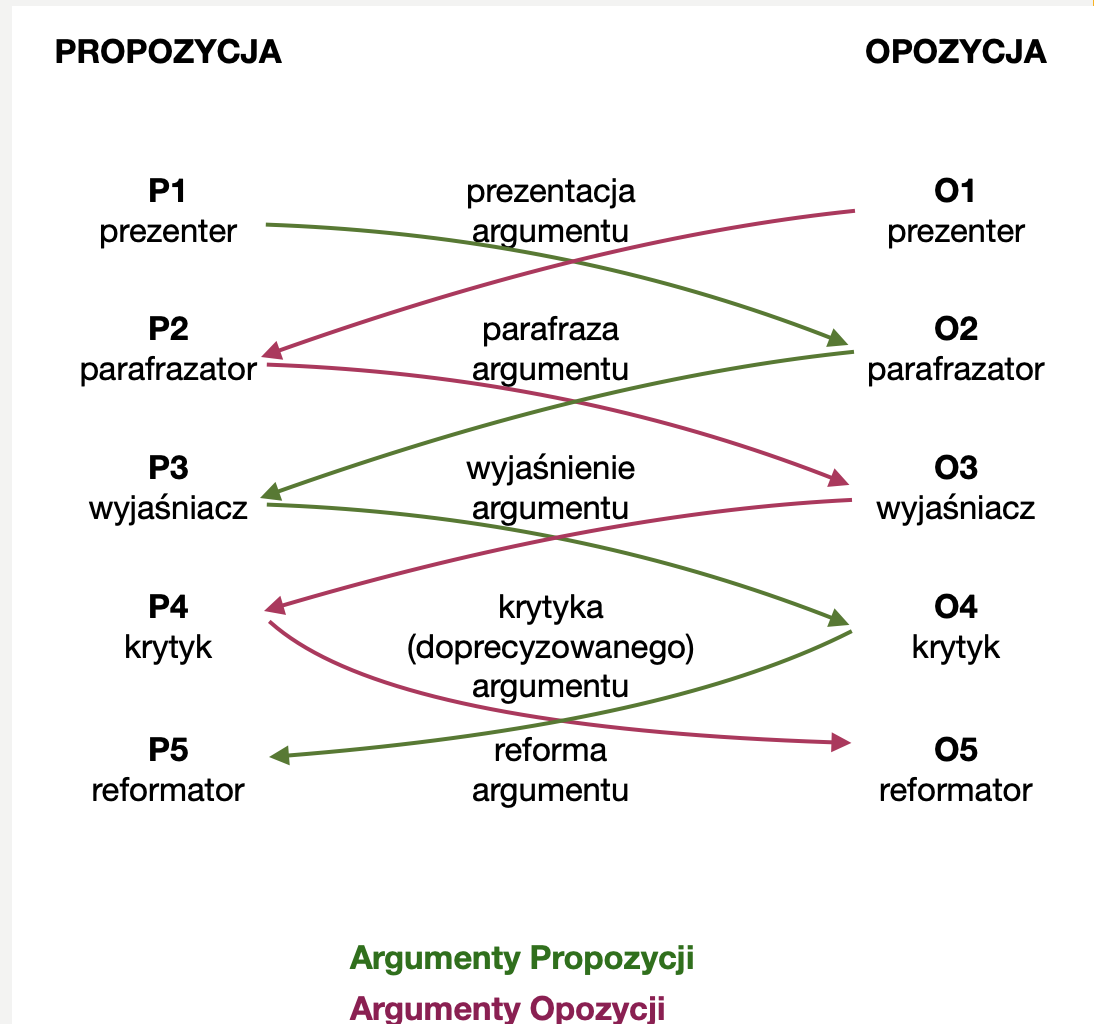 PROPOZYCJA
OPOZYCJA
P1
prezentacja
O1
prezenter
argumentu
prezenter
P2
parafraza
O2
parafrazator
argumentu
parafrazator
P3
wyjaśnienie
O3
wyjaśniacz
argumentu
wyjaśniacz
P4
krytyka
O4
krytyk
(doprecyzowanego)
krytyk
argumentu
P5
reforma
O5
reformator
argumentu
reformator
Argumenty Propozycji
Argumenty Opozycji